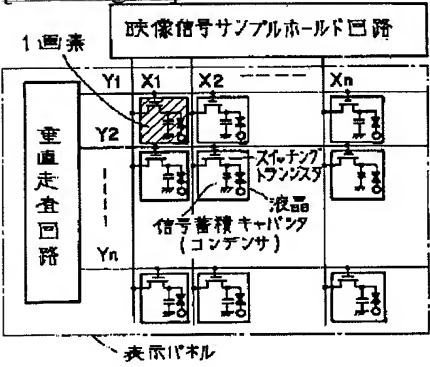 映像信号サンプルホールド回路
1画素
Y1 X1 X2 Xn
Y2
垂直走査回路
スイッチング
トランジスタ
液晶
信号蓄積キャパシタ
(コンデンサ)
Yn
表示パネル